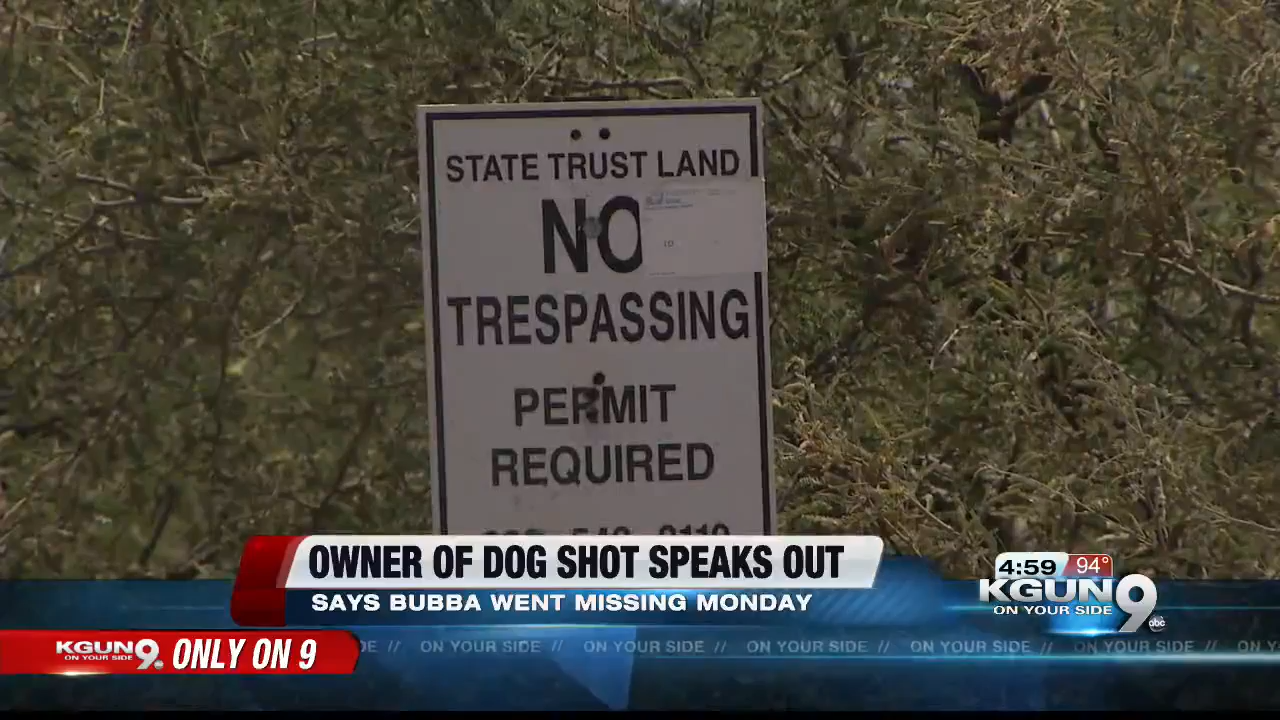 STATE TRUST LAND
NO
TRESPASSING
PERMIT
REQUIRED
OWNER OF DOG SHOT SPEAKS OUT
SAYS BUBBA WENT MISSING MONDAY
4:59 94°
KGUN 9
ON YOUR SIDE
abc
KGUN 9
ON YOUR SIDE
ONLY ON 9
// ON YOUR SIDE // ON YOUR SIDE // ON YOUR SIDE // ON YOUR SIDE // ON YOUR SIDE //